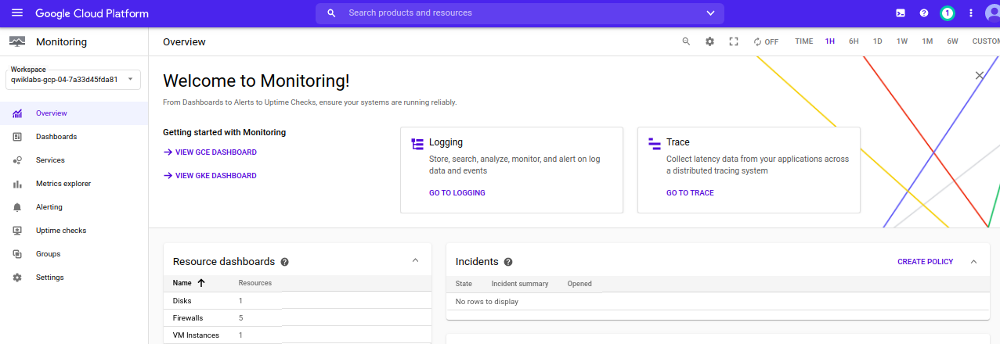 Google Cloud Platform
Search products and resources
1
Monitoring
Overview
OFF
TIME 1H 6H 1D 1W 1M 6W
Workspace
qwiklabs-gcp-04-7a33d45fda81
Overview
Dashboards
Services
Metrics explorer
Alerting
Uptime checks
Groups
Settings
Welcome to Monitoring!
From Dashboards to Alerts to Uptime Checks, ensure your systems are running reliably.
Getting started with Monitoring
VIEW GCE DASHBOARD
VIEW GKE DASHBOARD
Logging
Store, search, analyze, monitor, and alert on log
data and events
GO TO LOGGING
Trace
Collect latency data from your applications across
a distributed tracing system
GO TO TRACE
Resource dashboards
Name Resources
Disks 1
Firewalls 5
VM Instances 1
Incidents
CREATE POLICY
State Incident summary Opened
No rows to display